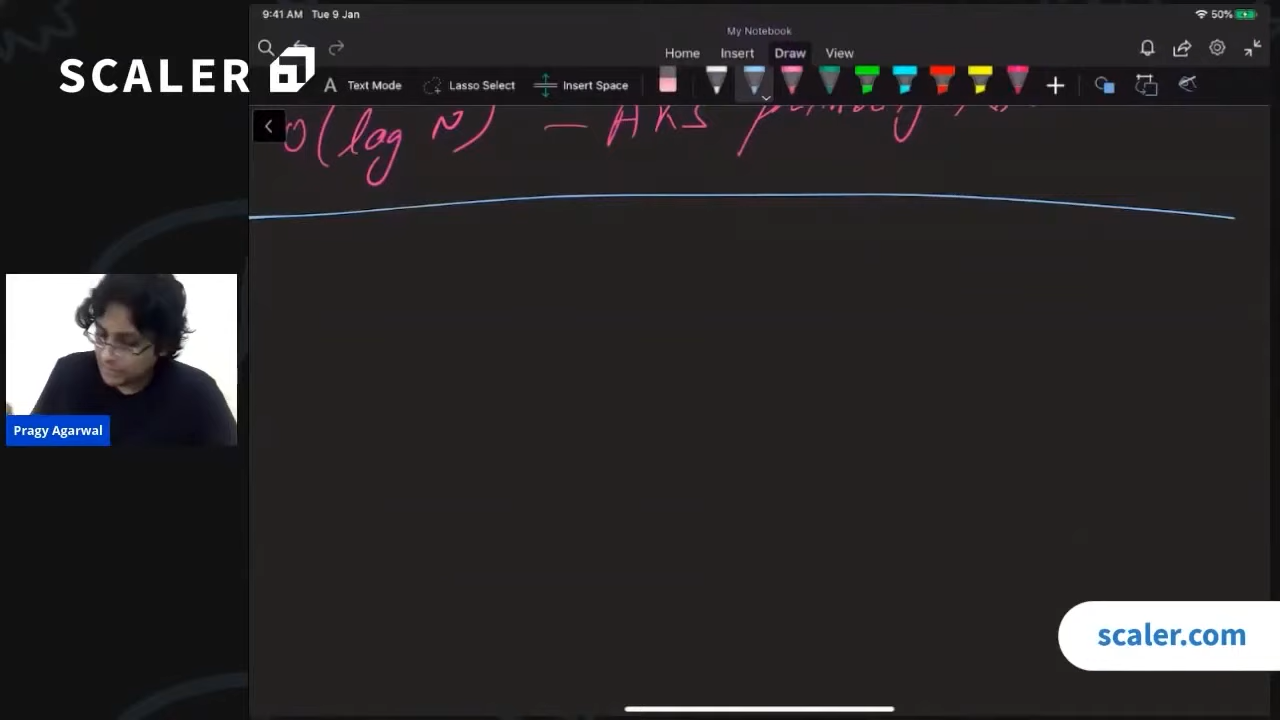 9:41 AM Tue 9 Jan
50%
My Notebook
Home Insert Draw View
SCALER
A Text Mode Lasso Select Insert Space
O(log N) — AKS
Pragy Agarwal
scaler.com